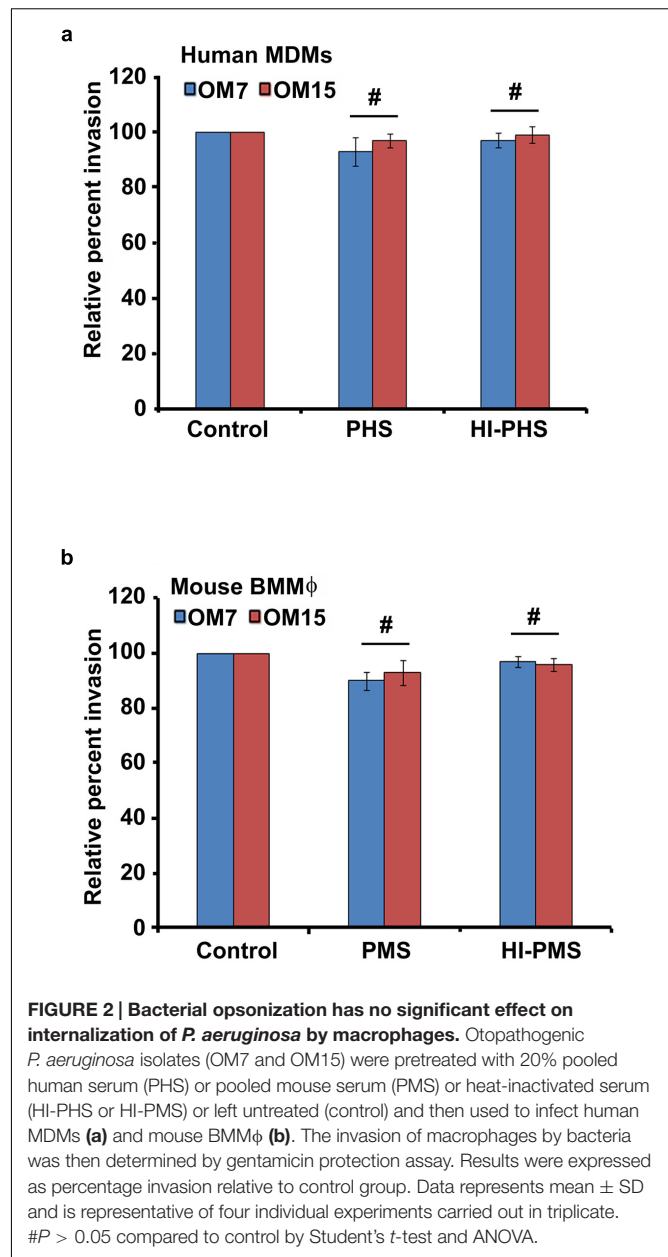 a
Human MDMs
OM7 OM15
# #
Relative percent invasion
120
100
80
60
40
20
0
Control PHS HI-PHS
b
Mouse BMMϕ
OM7 OM15
# #
Relative percent invasion
120
100
80
60
40
20
0
Control PMS HI-PMS
FIGURE 2 | Bacterial opsonization has no significant effect on
internalization of P. aeruginosa by macrophages. Otopathogenic
P. aeruginosa isolates (OM7 and OM15) were pretreated with 20% pooled
human serum (PHS) or pooled mouse serum (PMS) or heat-inactivated serum
(HI-PHS or HI-PMS) or left untreated (control) and then used to infect human
MDMs (a) and mouse BMMϕ (b). The invasion of macrophages by bacteria
was then determined by gentamicin protection assay. Results were expressed
as percentage invasion relative to control group. Data represents mean ± SD
and is representative of four individual experiments carried out in triplicate.
#P > 0.05 compared to control by Student's t-test and ANOVA.